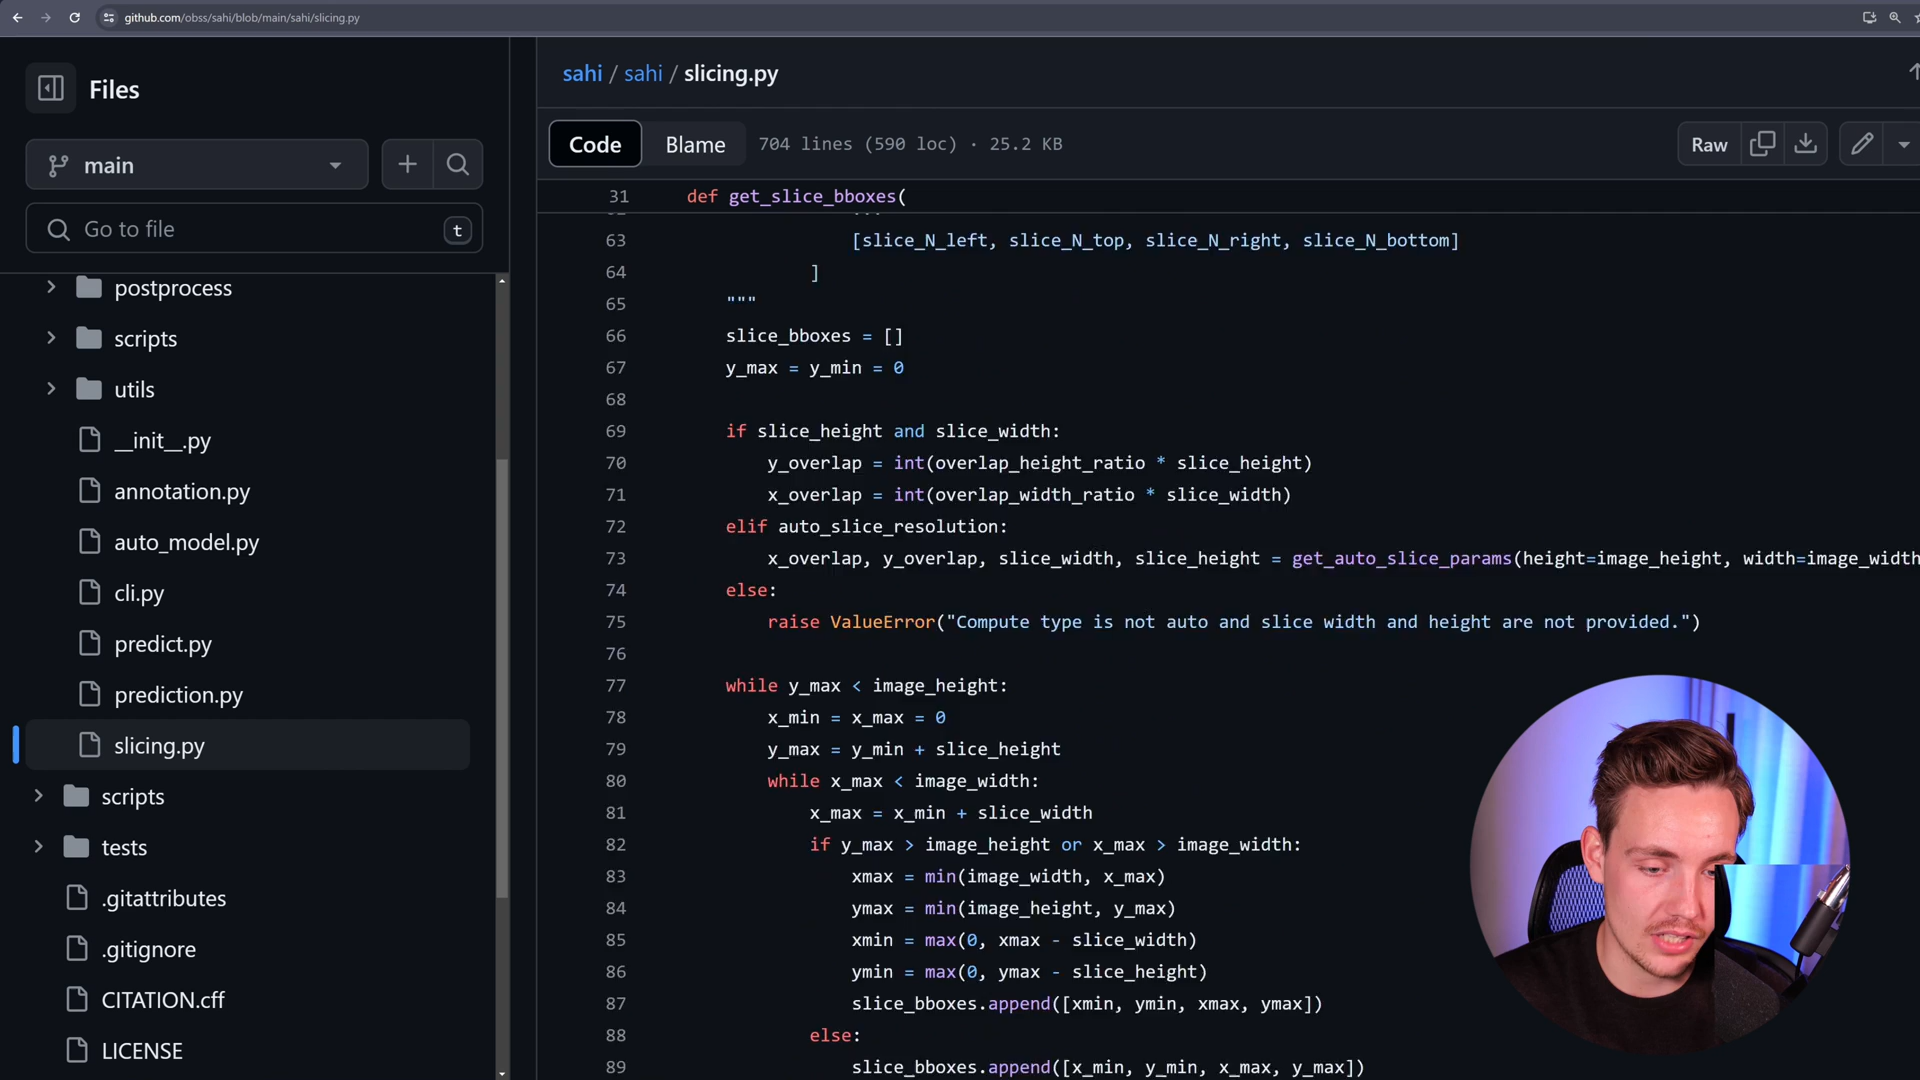 github.com/obss/sahi/blob/main/sahi/slicing.py
Files
main
Go to file
t
postprocess
scripts
utils
__init__.py
annotation.py
auto_model.py
cli.py
predict.py
prediction.py
slicing.py
scripts
tests
.gitattributes
.gitignore
CITATION.cff
LICENSE
sahi / sahi / slicing.py
Code Blame 704 lines (590 loc) · 25.2 KB Raw
31 def get_slice_bboxes(
63 [slice_N_left, slice_N_top, slice_N_right, slice_N_bottom]
64 ]
65 """
66 slice_bboxes = []
67 y_max = y_min = 0
68
69 if slice_height and slice_width:
70 y_overlap = int(overlap_height_ratio * slice_height)
71 x_overlap = int(overlap_width_ratio * slice_width)
72 elif auto_slice_resolution:
73 x_overlap, y_overlap, slice_width, slice_height = get_auto_slice_params(height=image_height, width=image_width
74 else:
75 raise ValueError("Compute type is not auto and slice width and height are not provided.")
76
77 while y_max < image_height:
78 x_min = x_max = 0
79 y_max = y_min + slice_height
80 while x_max < image_width:
81 x_max = x_min + slice_width
82 if y_max > image_height or x_max > image_width:
83 xmax = min(image_width, x_max)
84 ymax = min(image_height, y_max)
85 xmin = max(0, xmax - slice_width)
86 ymin = max(0, ymax - slice_height)
87 slice_bboxes.append([xmin, ymin, xmax, ymax])
88 else:
89 slice_bboxes.append([x_min, y_min, x_max, y_max])